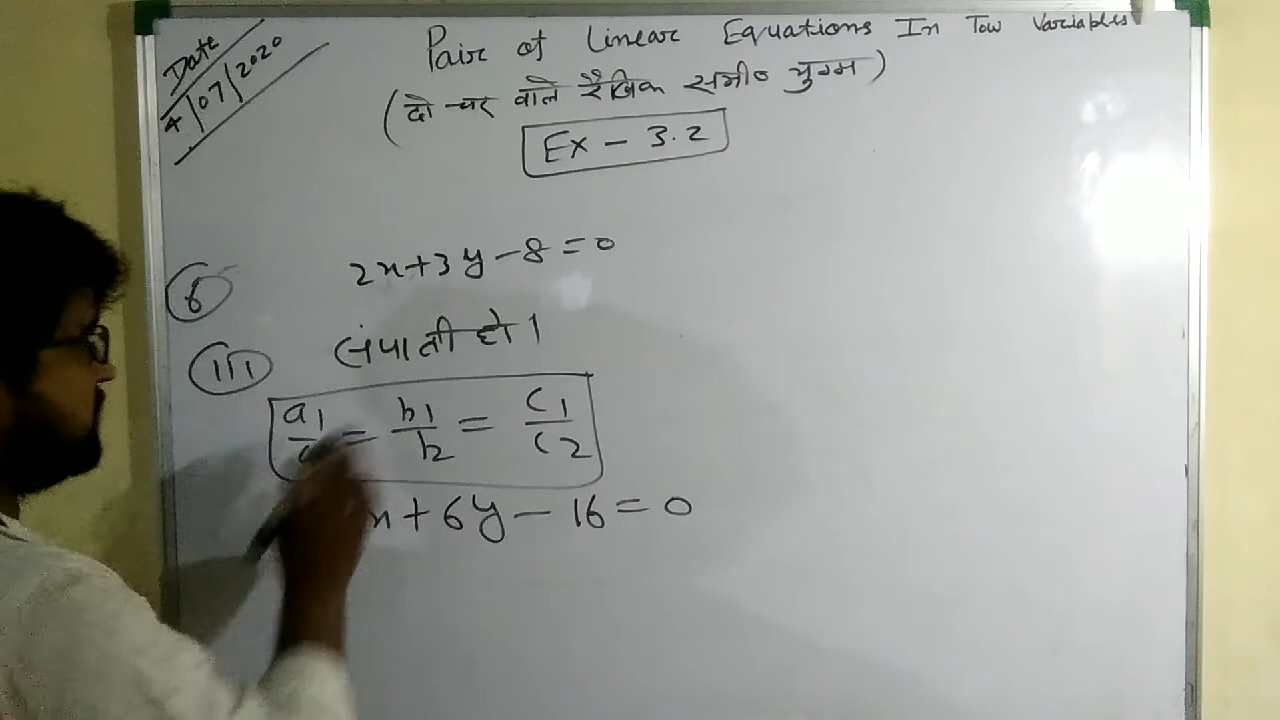 Date
4/07/2020
Pair of Linear Equations In Tow Variables
(दो चर वाले रैखिक समी० युग्म)
Ex - 3.2
6
2x+3y-8=0
iii
संपाती हो।
a1/ = b1/b2 = c1/c2
x+6y-16=0